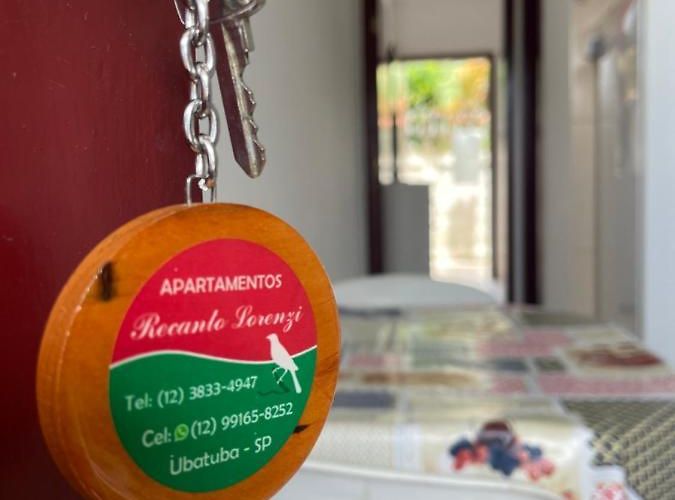 APARTAMENTOS
Recanto Lorenzi
Tel: (12) 3833-4947
Cel: (12) 99165-8252
Ubatuba - SP